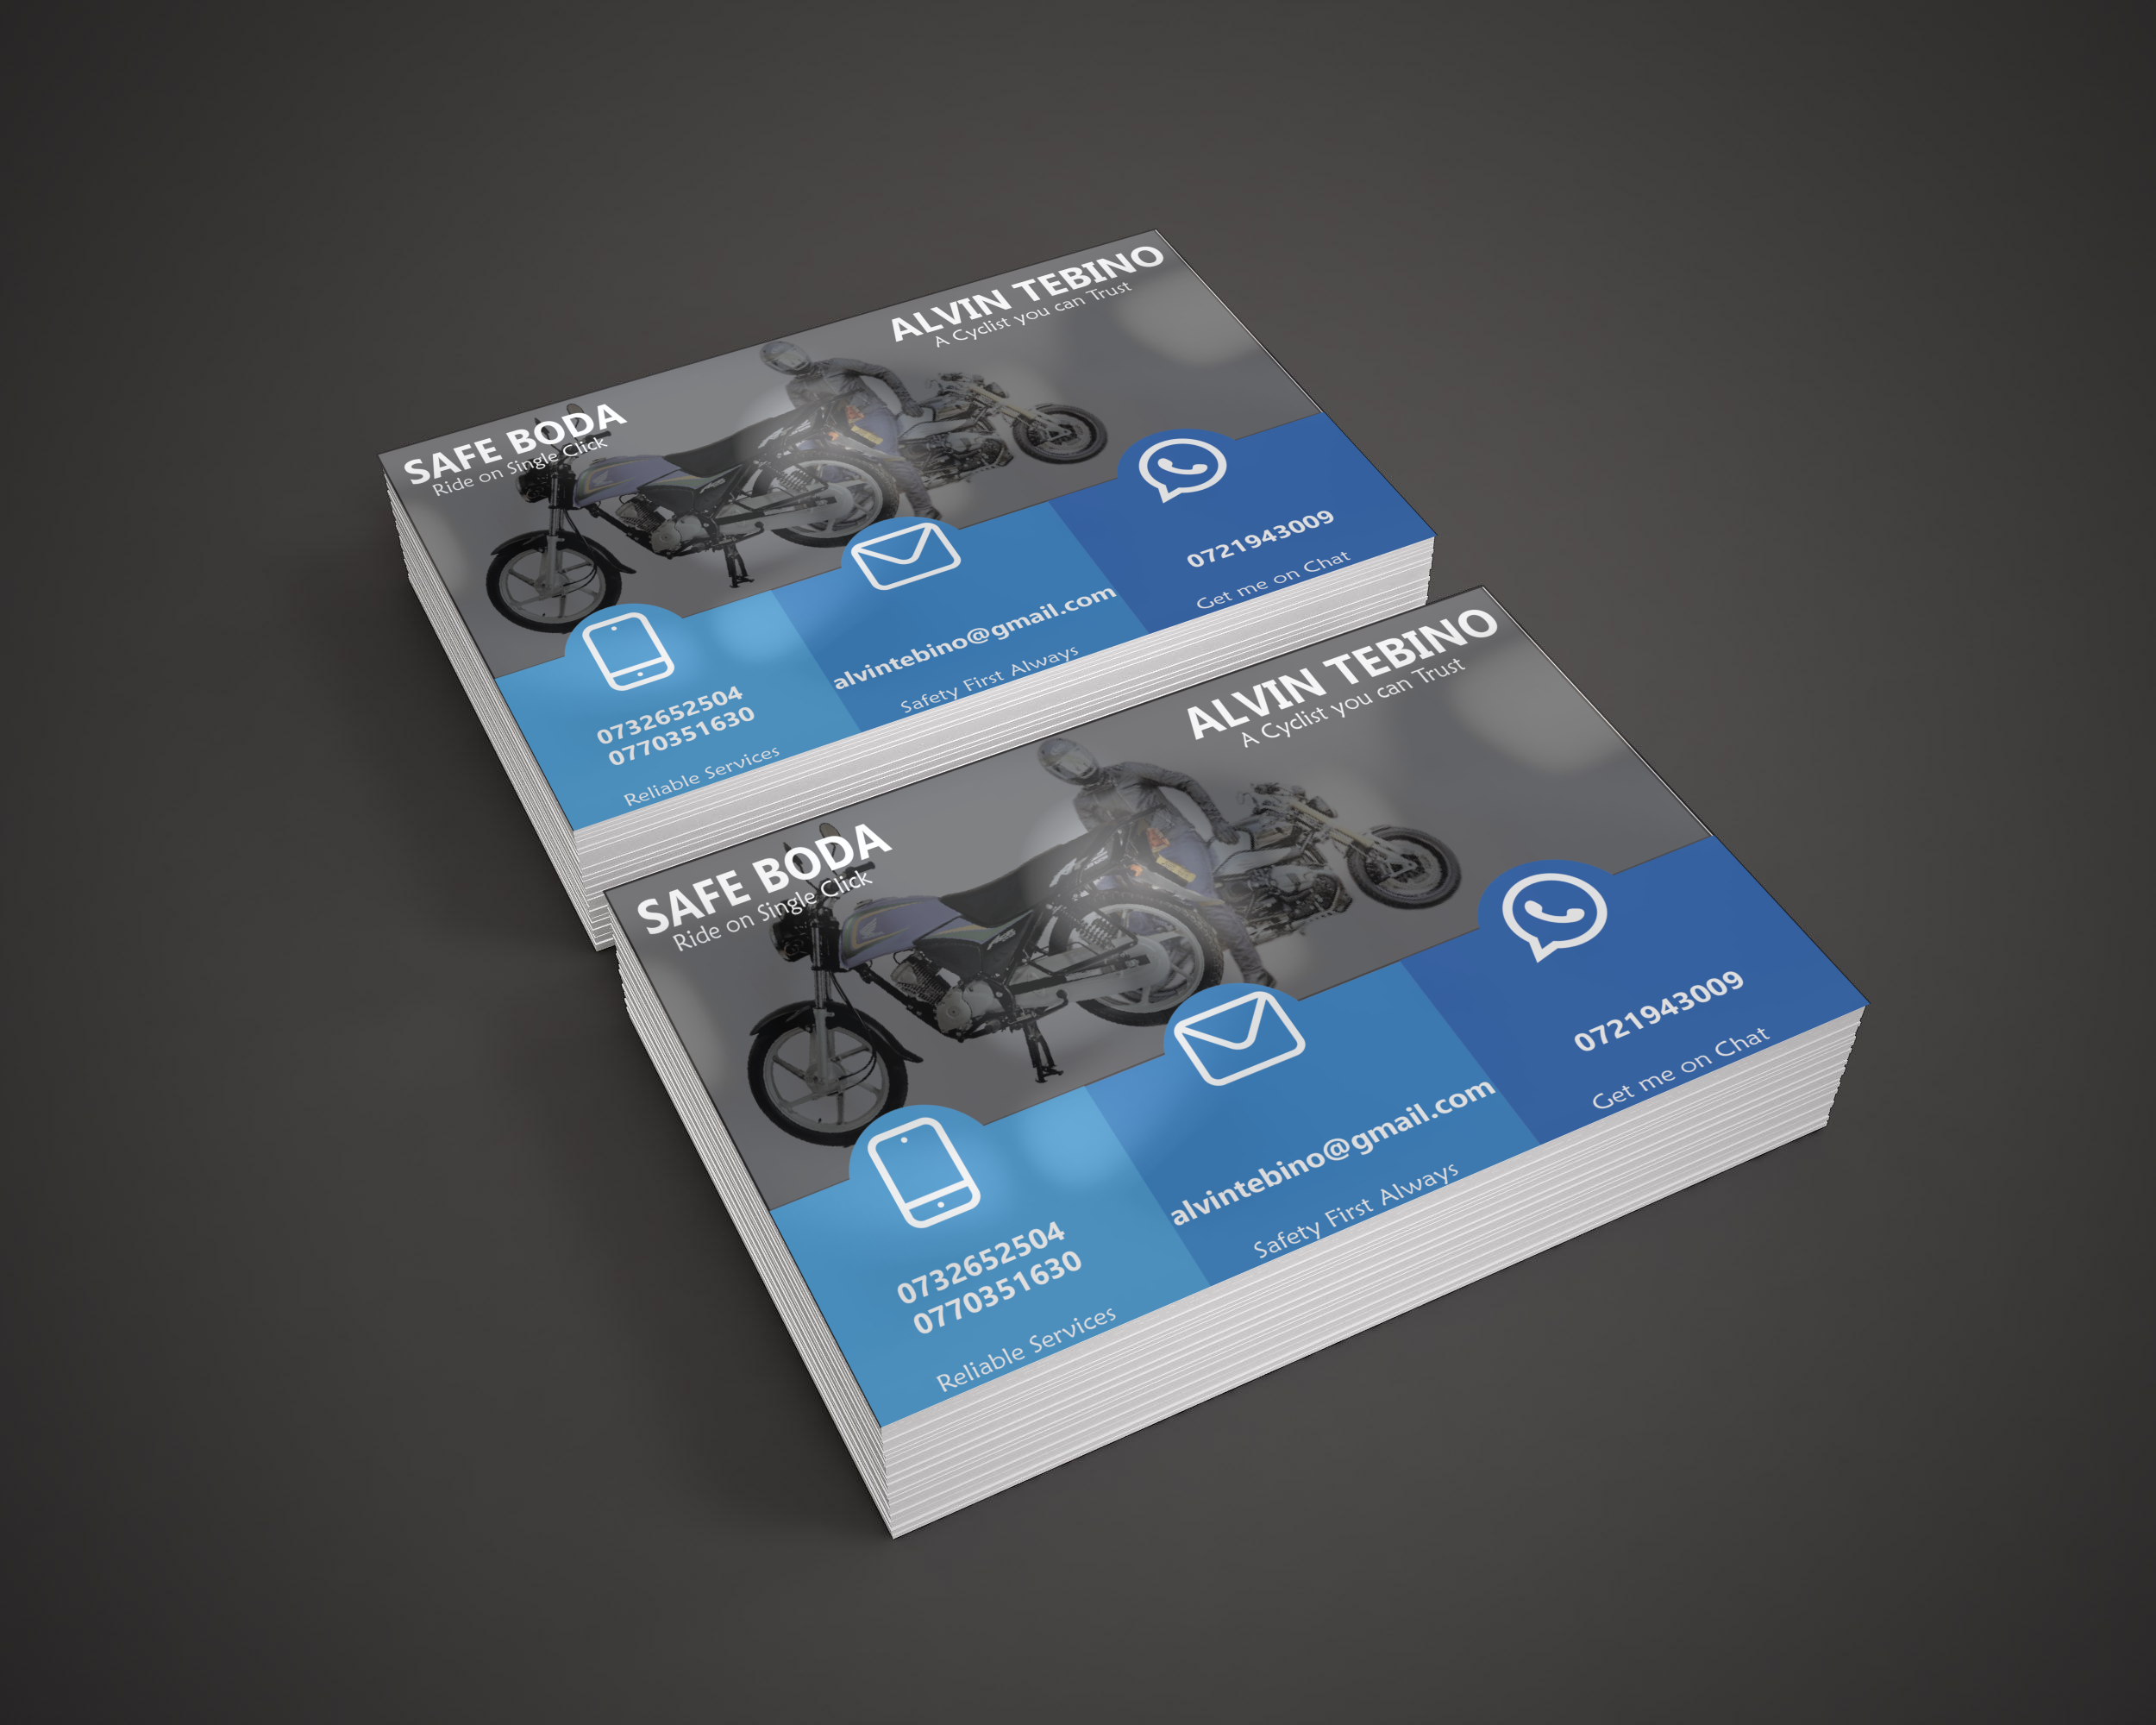 ALVIN TEBINO
A Cyclist you can Trust
SAFE BODA
Ride on Single Click
0732652504
0770351630
Reliable Services
alvintebino@gmail.com
Safety First Always
0721943009
Get me on Chat
ALVIN TEBINO
A Cyclist you can Trust
SAFE BODA
Ride on Single Click
0732652504
0770351630
Reliable Services
alvintebino@gmail.com
Safety First Always
0721943009
Get me on Chat